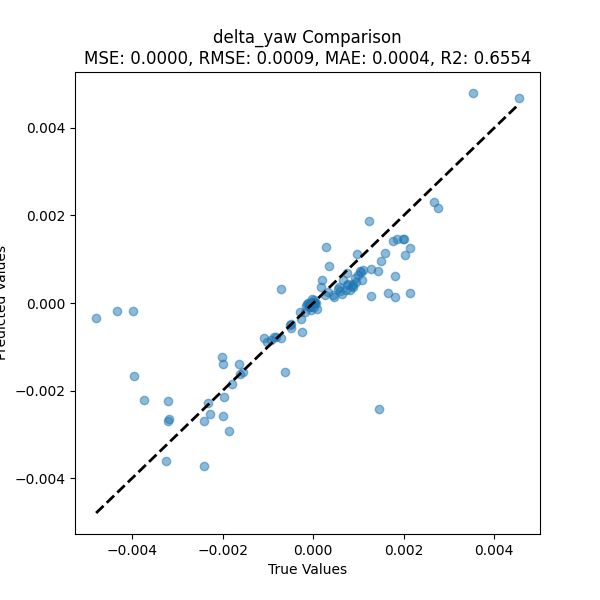 delta_yaw Comparison
MSE: 0.0000, RMSE: 0.0009, MAE: 0.0004, R2: 0.6554
0.004
0.002
0.000
−0.002
−0.004
Predicted Values
−0.004
−0.002
0.000
0.002
0.004
True Values